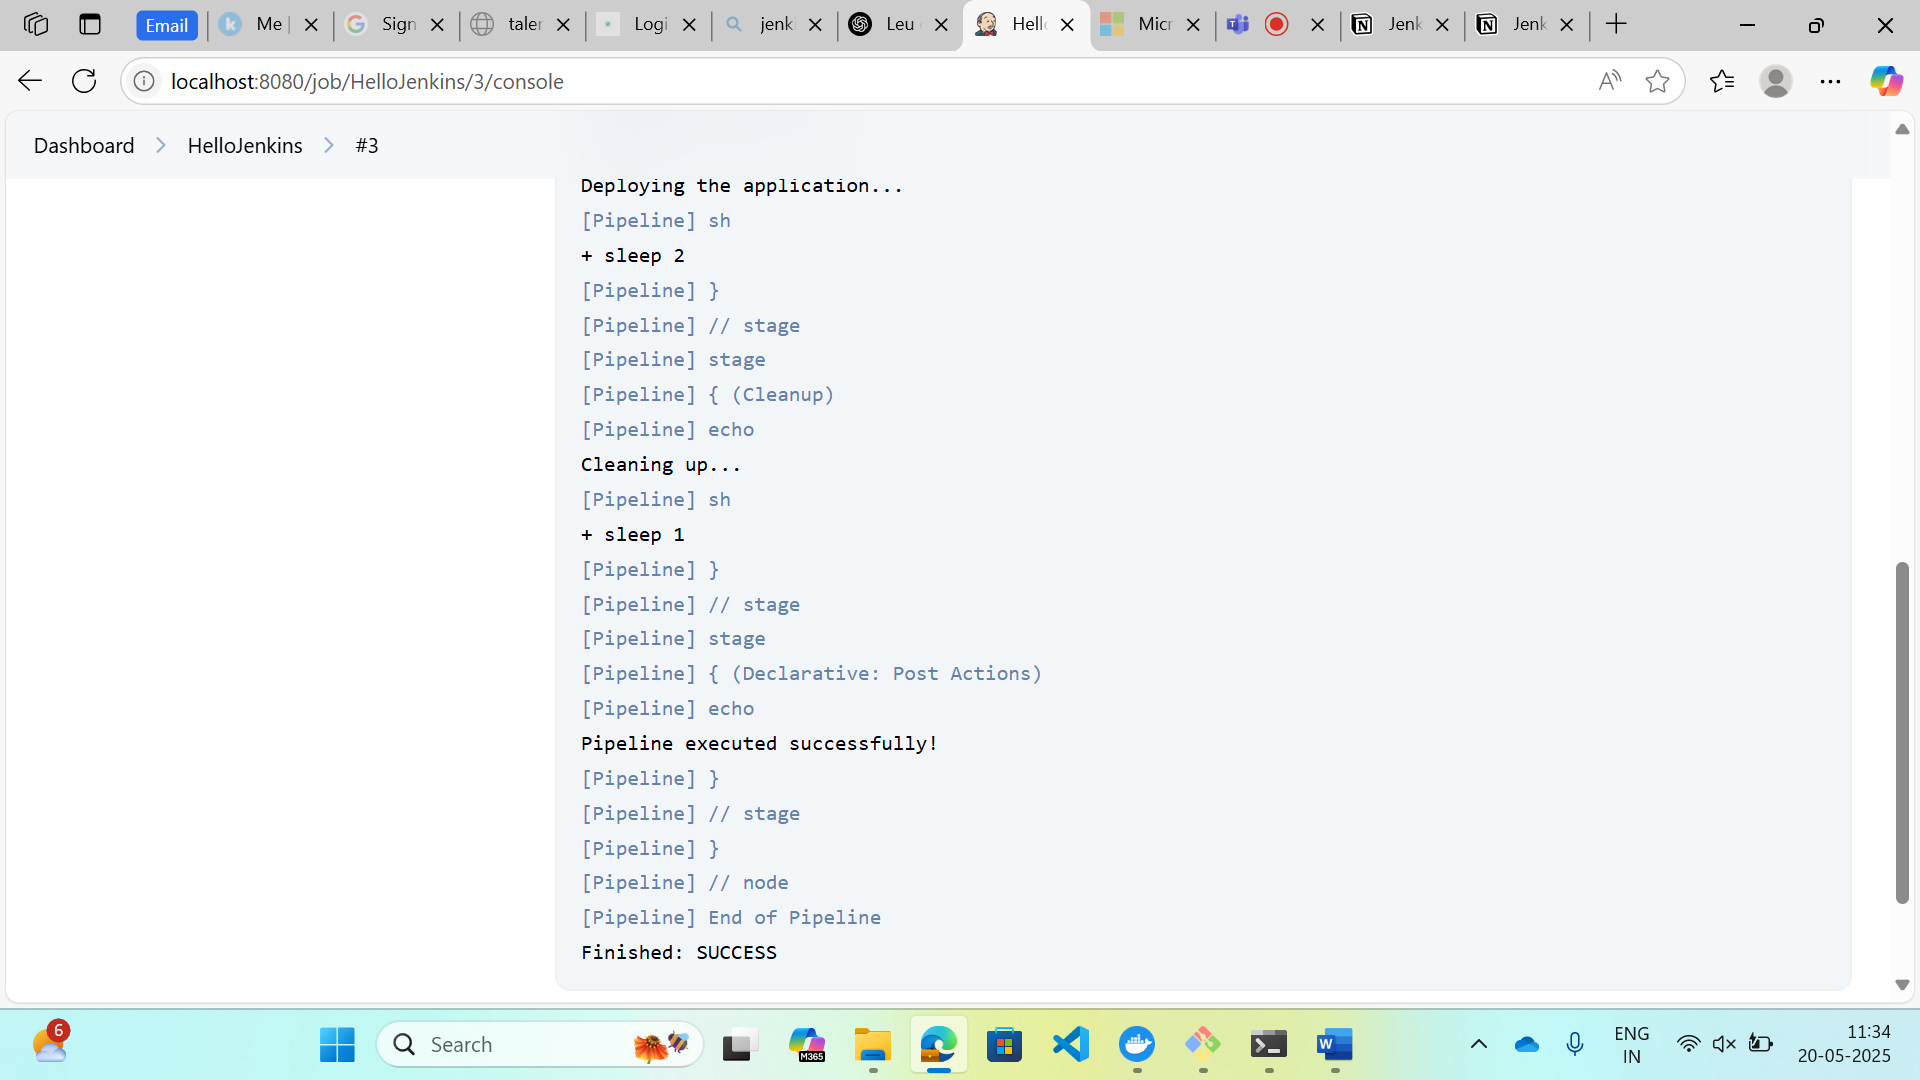 Email
Me |
Sign
taler
Logi
jenki
Leu
Hello
Micr
Jenk
Jenk
localhost:8080/job/HelloJenkins/3/console
Dashboard
HelloJenkins
#3
Deploying the application...
[Pipeline] sh
+ sleep 2
[Pipeline] }
[Pipeline] // stage
[Pipeline] stage
[Pipeline] { (Cleanup)
[Pipeline] echo
Cleaning up...
[Pipeline] sh
+ sleep 1
[Pipeline] }
[Pipeline] // stage
[Pipeline] stage
[Pipeline] { (Declarative: Post Actions)
[Pipeline] echo
Pipeline executed successfully!
[Pipeline] }
[Pipeline] // stage
[Pipeline] }
[Pipeline] // node
[Pipeline] End of Pipeline
Finished: SUCCESS
6
Search
M365
ENG
IN
11:34
20-05-2025